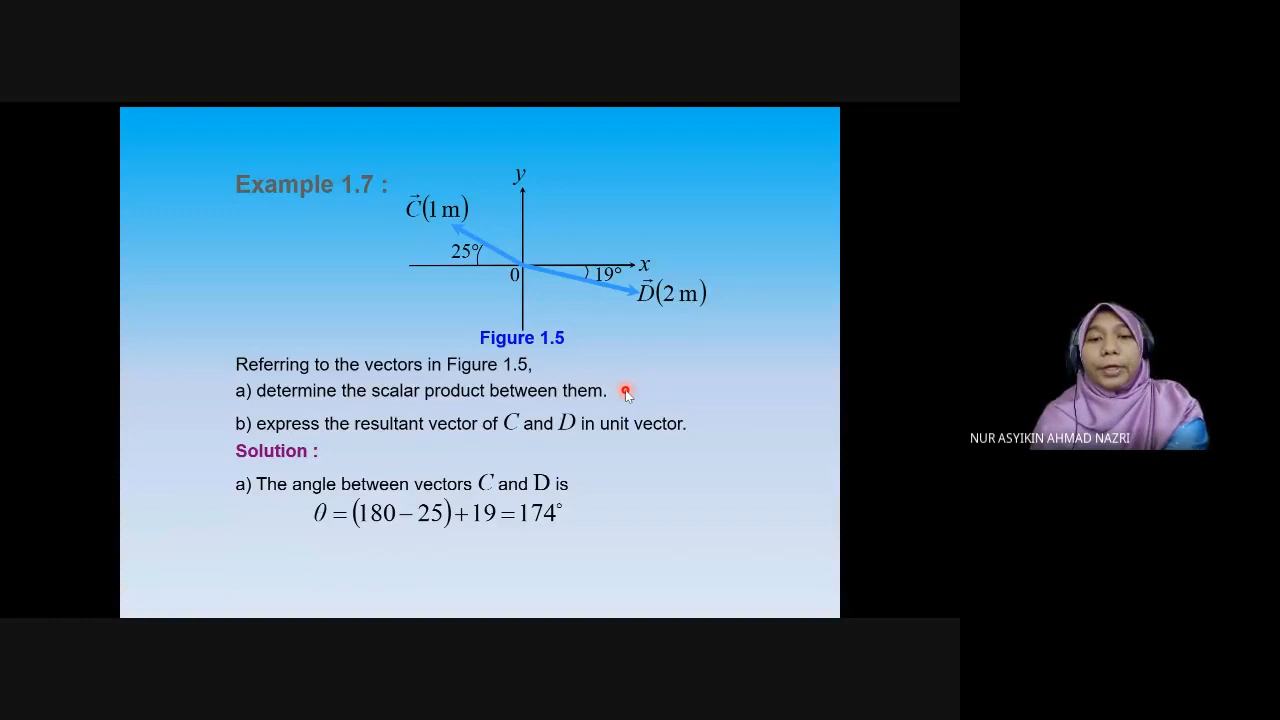 Example 1.7 :
y
C⃗(1 m)
25°
0
19°
x
D⃗(2 m)
Figure 1.5
Referring to the vectors in Figure 1.5,
a) determine the scalar product between them.
b) express the resultant vector of C and D in unit vector.
Solution :
a) The angle between vectors C and D is
θ = (180 − 25) + 19 = 174°
NUR ASYIKIN AHMAD NAZRI